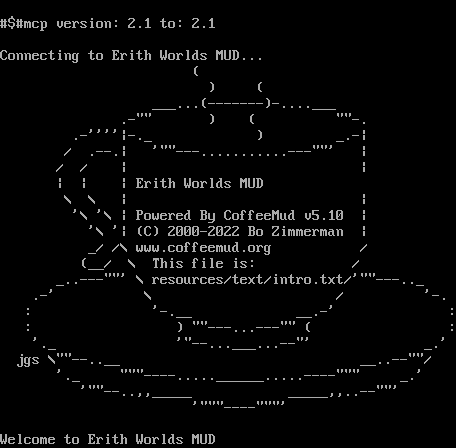 #$#mcp version: 2.1 to: 2.1
Connecting to Erith Worlds MUD...
Erith Worlds MUD
Powered By CoffeeMud v5.10
(C) 2000-2022 Bo Zimmerman
www.coffeemud.org
This file is:
resources/text/intro.txt
jgs
Welcome to Erith Worlds MUD